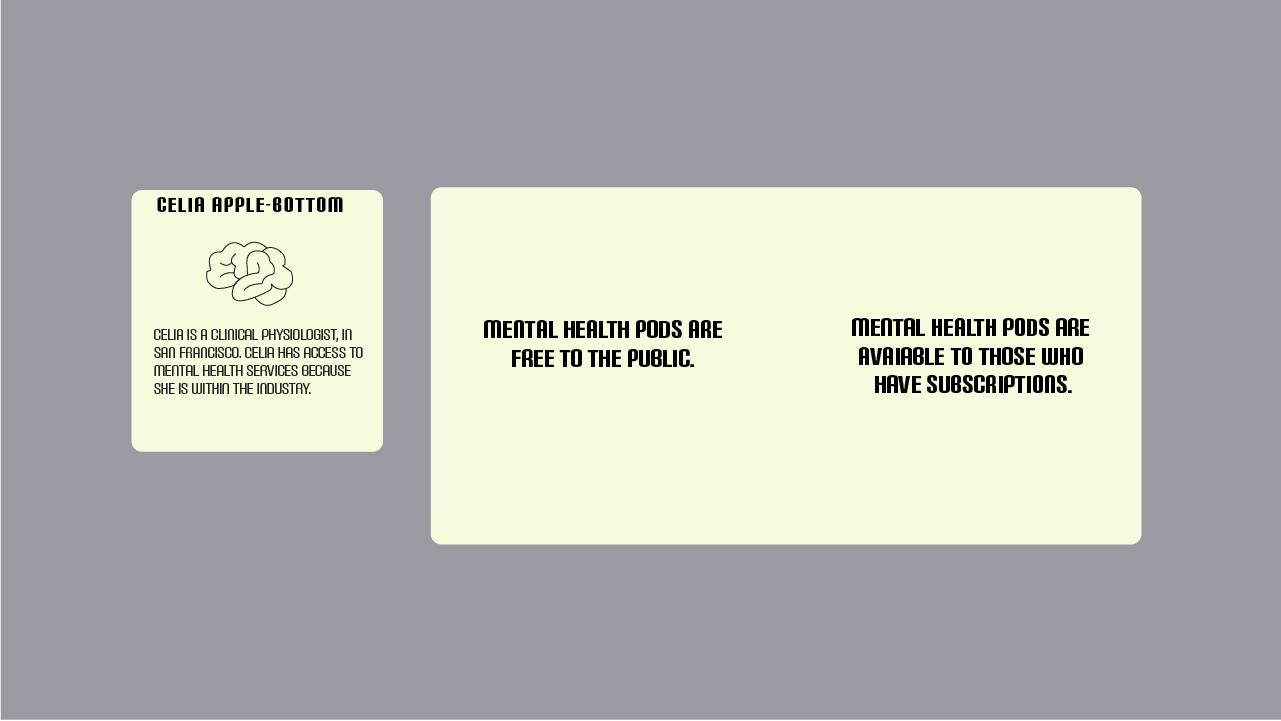 CELIA APPLE-BOTTOM
CELIA IS A CLINICAL PHYSIOLOGIST, IN
SAN FRANCISCO. CELIA HAS ACCESS TO
MENTAL HEALTH SERVICES BECAUSE
SHE IS WITHIN THE INDUSTRY.
MENTAL HEALTH PODS ARE
FREE TO THE PUBLIC.
MENTAL HEALTH PODS ARE
AVAIABLE TO THOSE WHO
HAVE SUBSCRIPTIONS.